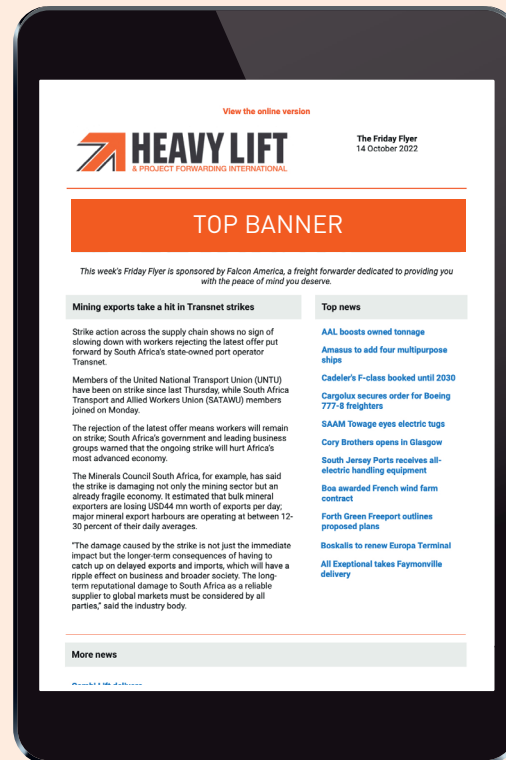 View the online version
HEAVY LIFT
& PROJECT FORWARDING INTERNATIONAL
The Friday Flyer
14 October 2022
TOP BANNER
This week's Friday Flyer is sponsored by Falcon America, a freight forwarder dedicated to providing you
with the peace of mind you deserve.
Mining exports take a hit in Transnet strikes
Strike action across the supply chain shows no sign of
slowing down with workers rejecting the latest offer put
forward by South Africa's state-owned port operator
Transnet.
Members of the United National Transport Union (UNTU)
have been on strike since last Thursday, while South Africa
Transport and Allied Workers Union (SATAWU) members
joined on Monday.
The rejection of the latest offer means workers will remain
on strike; South Africa's government and leading business
groups warned that the ongoing strike will hurt Africa's
most advanced economy.
The Minerals Council South Africa, for example, has said
the strike is damaging not only the mining sector but an
already fragile economy. It estimated that bulk mineral
exporters are losing USD44 mn worth of exports per day;
major mineral export harbours are operating at between 12-
30 percent of their daily averages.
"The damage caused by the strike is not just the immediate
impact but the longer-term consequences of having to
catch up on delayed exports and imports, which will have a
ripple effect on business and broader society. The long-
term reputational damage to South Africa as a reliable
supplier to global markets must be considered by all
parties," said the industry body.
Top news
AAL boosts owned tonnage
Amasus to add four multipurpose
ships
Cadeler's F-class booked until 2030
Cargolux secures order for Boeing
777-8 freighters
SAAM Towage eyes electric tugs
Cory Brothers opens in Glasgow
South Jersey Ports receives all-
electric handling equipment
Boa awarded French wind farm
contract
Forth Green Freeport outlines
proposed plans
Boskalis to renew Europa Terminal
All Exeptional takes Faymonville
delivery
More news